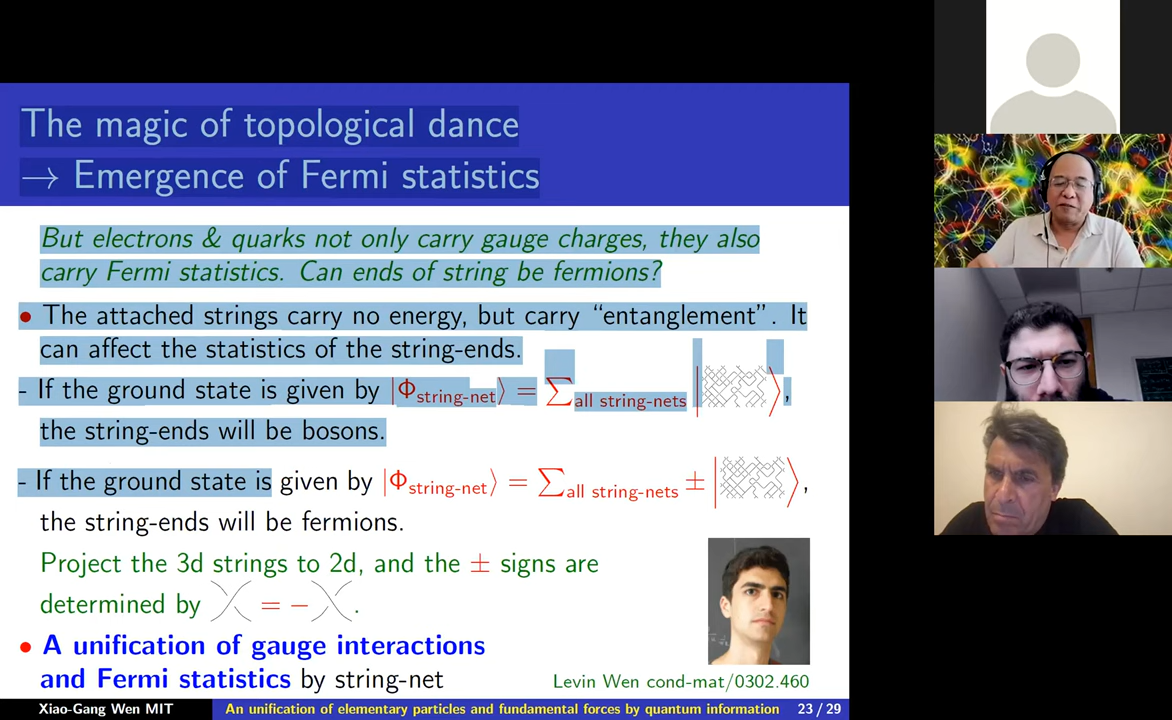 The magic of topological dance
→ Emergence of Fermi statistics
But electrons & quarks not only carry gauge charges, they also
carry Fermi statistics. Can ends of string be fermions?
• The attached strings carry no energy, but carry “entanglement”. It
can affect the statistics of the string-ends.
- If the ground state is given by |Φstring-net⟩ = ∑all string-nets | ⟩,
the string-ends will be bosons.
- If the ground state is given by |Φstring-net⟩ = ∑all string-nets ± | ⟩,
the string-ends will be fermions.
Project the 3d strings to 2d, and the ± signs are
determined by = − .
• A unification of gauge interactions
and Fermi statistics by string-net
Levin Wen cond-mat/0302.460
Xiao-Gang Wen MIT An unification of elementary particles and fundamental forces by quantum information 23 / 29